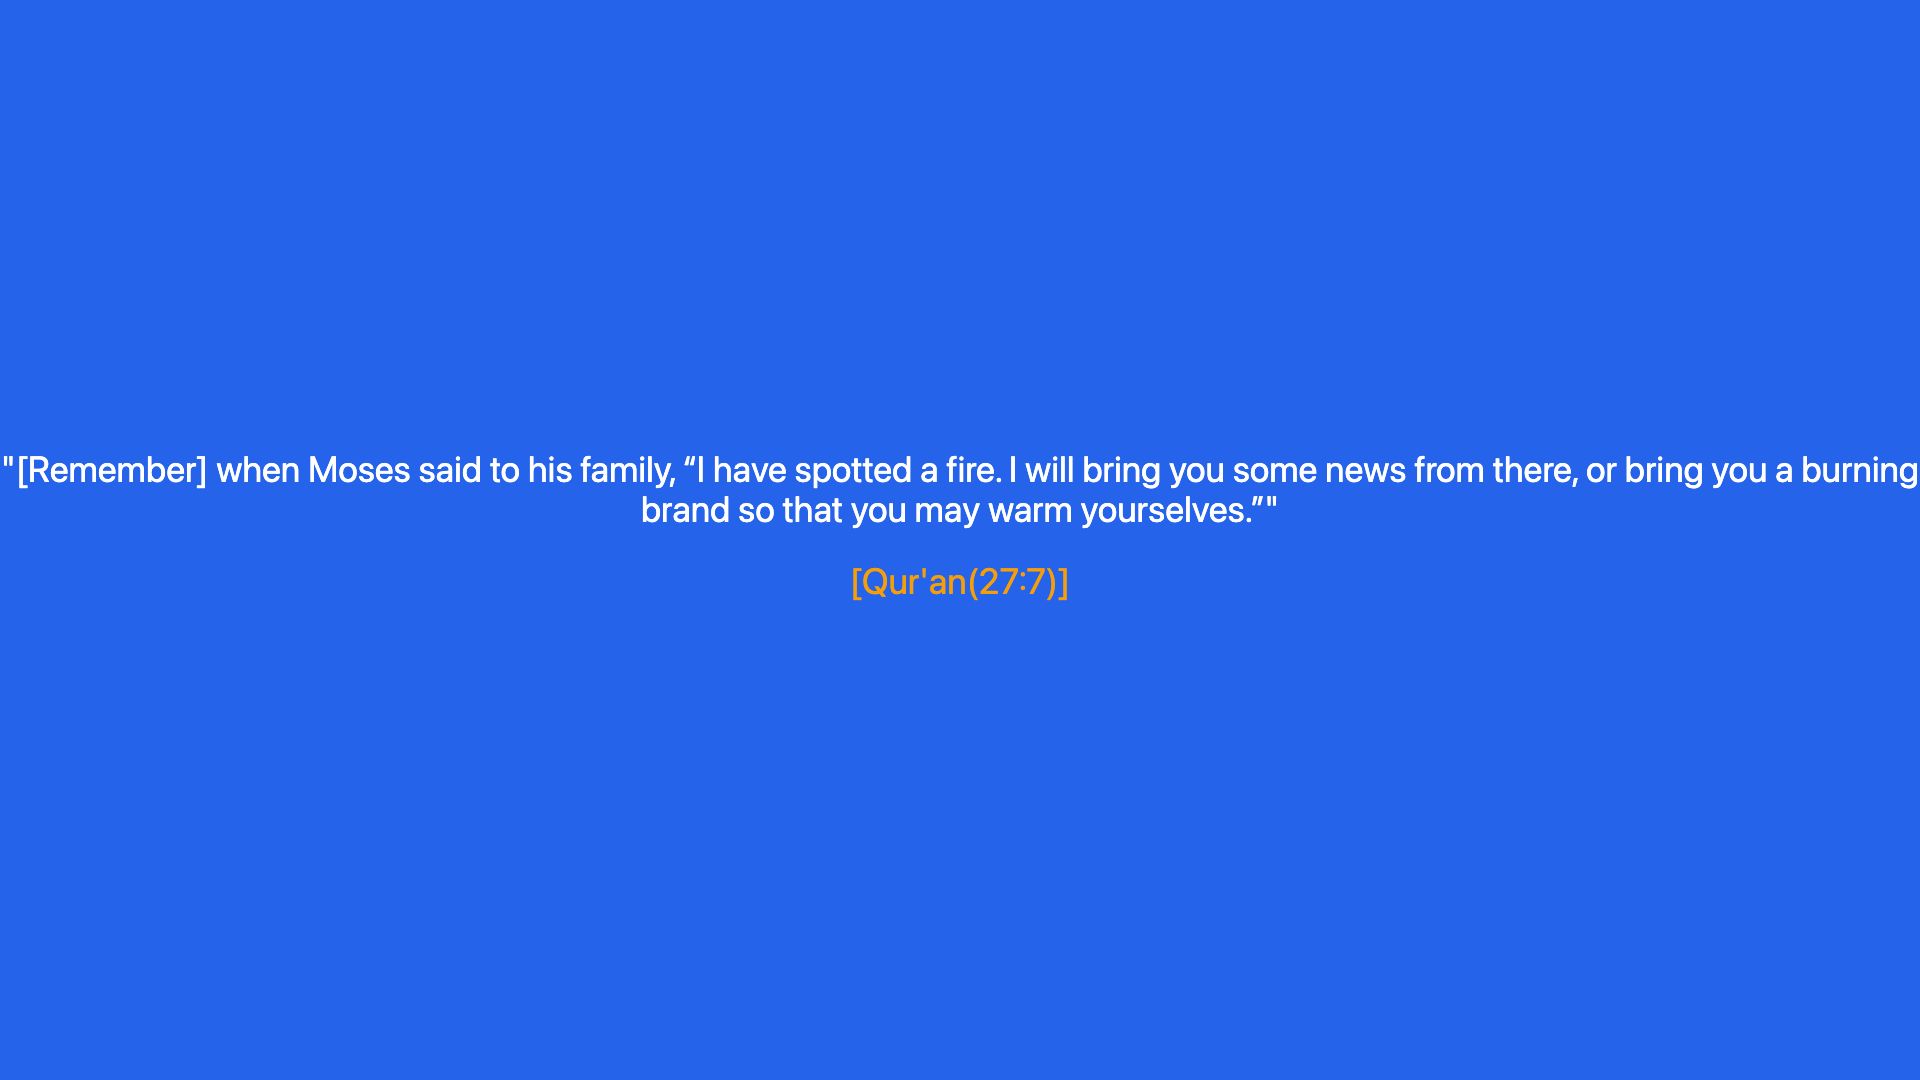 "[Remember] when Moses said to his family, “I have spotted a fire. I will bring you some news from there, or bring you a burning
brand so that you may warm yourselves.”"
[Qur'an(27:7)]